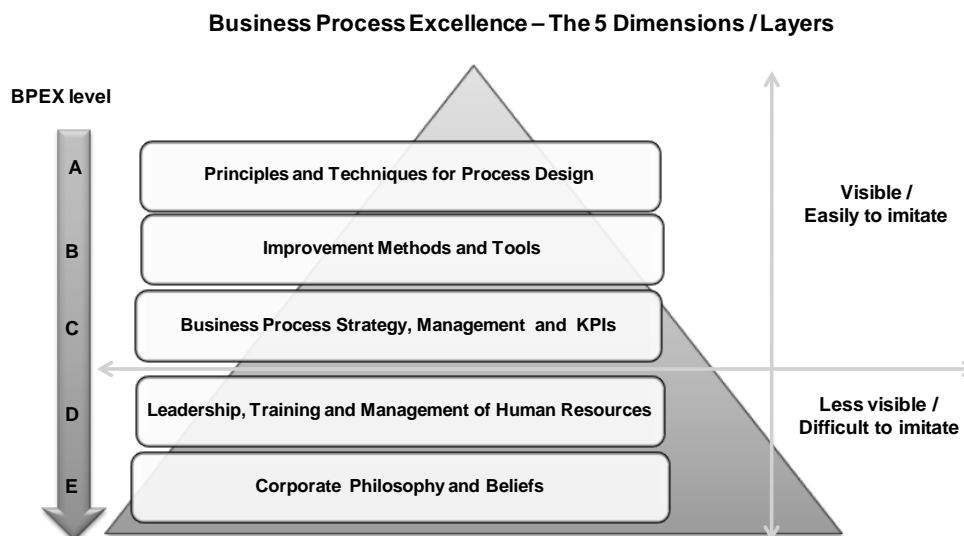 Business Process Excellence – The 5 Dimensions / Layers
BPEX level
A
Principles and Techniques for Process Design
Visible /
Easily to imitate
B
Improvement Methods and Tools
C
Business Process Strategy, Management and KPIs
D
Leadership, Training and Management of Human Resources
Less visible /
Difficult to imitate
E
Corporate Philosophy and Beliefs